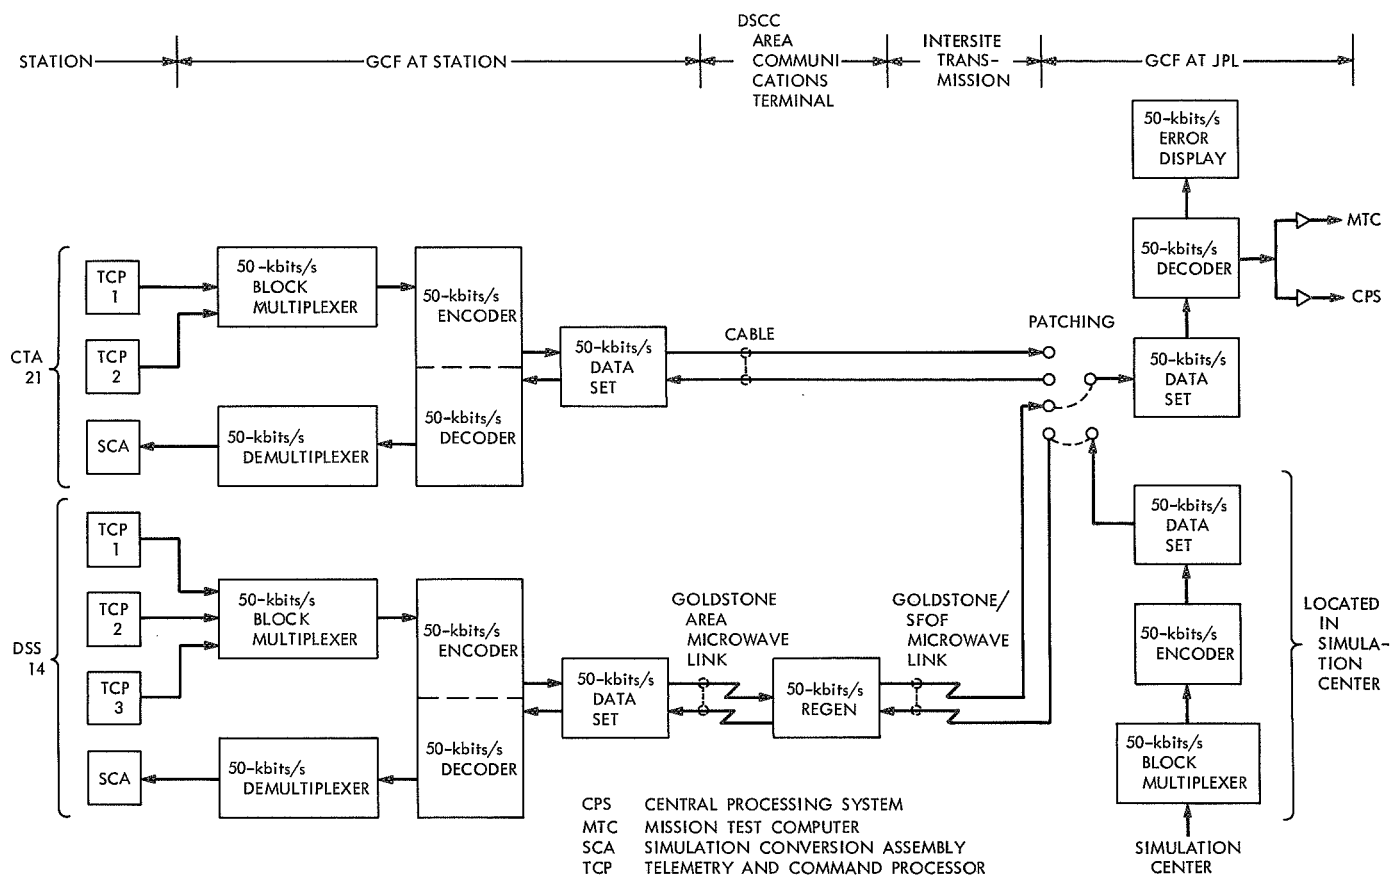 STATION
GCF AT STATION
DSCC
AREA
COMMUNI-
CATIONS
TERMINAL
INTERSITE
TRANS-
MISSION
GCF AT JPL
50-kbits/s
ERROR
DISPLAY
50-kbits/s
DECODER
MTC
CPS
PATCHING
50-kbits/s
DATA
SET
CTA
21
TCP
1
TCP
2
SCA
50-kbits/s
BLOCK
MULTIPLEXER
50-kbits/s
DEMULTIPLEXER
50-kbits/s
ENCODER
50-kbits/s
DECODER
50-kbits/s
DATA
SET
CABLE
DSS
14
TCP
1
TCP
2
TCP
3
SCA
50-kbits/s
BLOCK
MULTIPLEXER
50-kbits/s
DEMULTIPLEXER
50-kbits/s
ENCODER
50-kbits/s
DECODER
50-kbits/s
DATA
SET
GOLDSTONE
AREA
MICROWAVE
LINK
50-kbits/s
REGEN
GOLDSTONE/
SFOF
MICROWAVE
LINK
50-kbits/s
DATA
SET
50-kbits/s
ENCODER
50-kbits/s
BLOCK
MULTIPLEXER
SIMULATION
CENTER
LOCATED
IN
SIMULA-
TION
CENTER
CPS CENTRAL PROCESSING SYSTEM
MTC MISSION TEST COMPUTER
SCA SIMULATION CONVERSION ASSEMBLY
TCP TELEMETRY AND COMMAND PROCESSOR